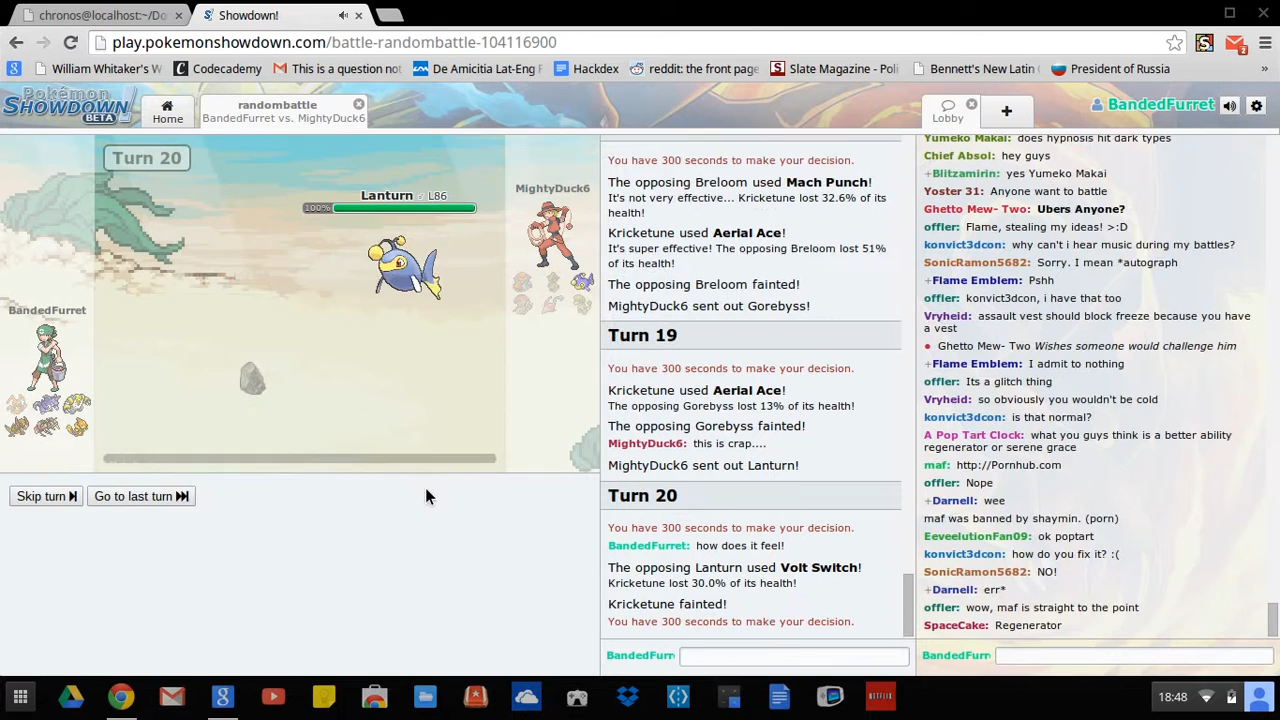 chronos@localhost:~/Do
Showdown!
play.pokemonshowdown.com/battle-randombattle-104116900
William Whitaker's W
Codecademy
This is a question not
De Amicitia Lat-Eng F
Hackdex
reddit: the front page
Slate Magazine - Poli
Bennett's New Latin
President of Russia
»
Pokémon
SHOWDOWN!
BETA
Home
randombattle
BandedFurret vs. MightyDuck6
Lobby
+
BandedFurret
Turn 20
Lanturn ♂ L86
100%
MightyDuck6
BandedFurret
Skip turn
Go to last turn
You have 300 seconds to make your decision.
The opposing Breloom used Mach Punch!
It's not very effective... Kricketune lost 32.6% of its
health!
Kricketune used Aerial Ace!
It's super effective! The opposing Breloom lost 51%
of its health!
The opposing Breloom fainted!
MightyDuck6 sent out Gorebyss!
Turn 19
You have 300 seconds to make your decision.
Kricketune used Aerial Ace!
The opposing Gorebyss lost 13% of its health!
The opposing Gorebyss fainted!
MightyDuck6: this is crap....
MightyDuck6 sent out Lanturn!
Turn 20
You have 300 seconds to make your decision.
BandedFurret: how does it feel!
The opposing Lanturn used Volt Switch!
Kricketune lost 30.0% of its health!
Kricketune fainted!
You have 300 seconds to make your decision.
BandedFurr
Yumeko Makai: does hypnosis hit dark types
Chief Absol: hey guys
+Blitzamirin: yes Yumeko Makai
Yoster 31: Anyone want to battle
Ghetto Mew- Two: Ubers Anyone?
offler: Flame, stealing my ideas! >:D
konvict3dcon: why can't i hear music during my battles?
SonicRamon5682: Sorry. I mean *autograph
+Flame Emblem: Pshh
offler: konvict3dcon, i have that too
Vryheid: assault vest should block freeze because you have
a vest
• Ghetto Mew- Two Wishes someone would challenge him
+Flame Emblem: I admit to nothing
offler: Its a glitch thing
Vryheid: so obviously you wouldn't be cold
konvict3dcon: is that normal?
A Pop Tart Clock: what you guys think is a better ability
regenerator or serene grace
maf: http://Pornhub.com
offler: Nope
+Darnell: wee
maf was banned by shaymin. (porn)
EeveelutionFan09: ok poptart
konvict3dcon: how do you fix it? :(
SonicRamon5682: NO!
+Darnell: err*
offler: wow, maf is straight to the point
SpaceCake: Regenerator
BandedFurr
NETFLIX
18:48